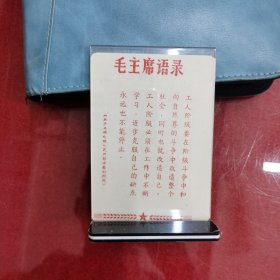 毛主席语录
工人阶级要在阶级斗争中和
向自然界的斗争中改造整个
社会，同时也就改造自己。
工人阶级必须在工作中不断
学习，逐步克服自己的缺点，
永远也不能停止。